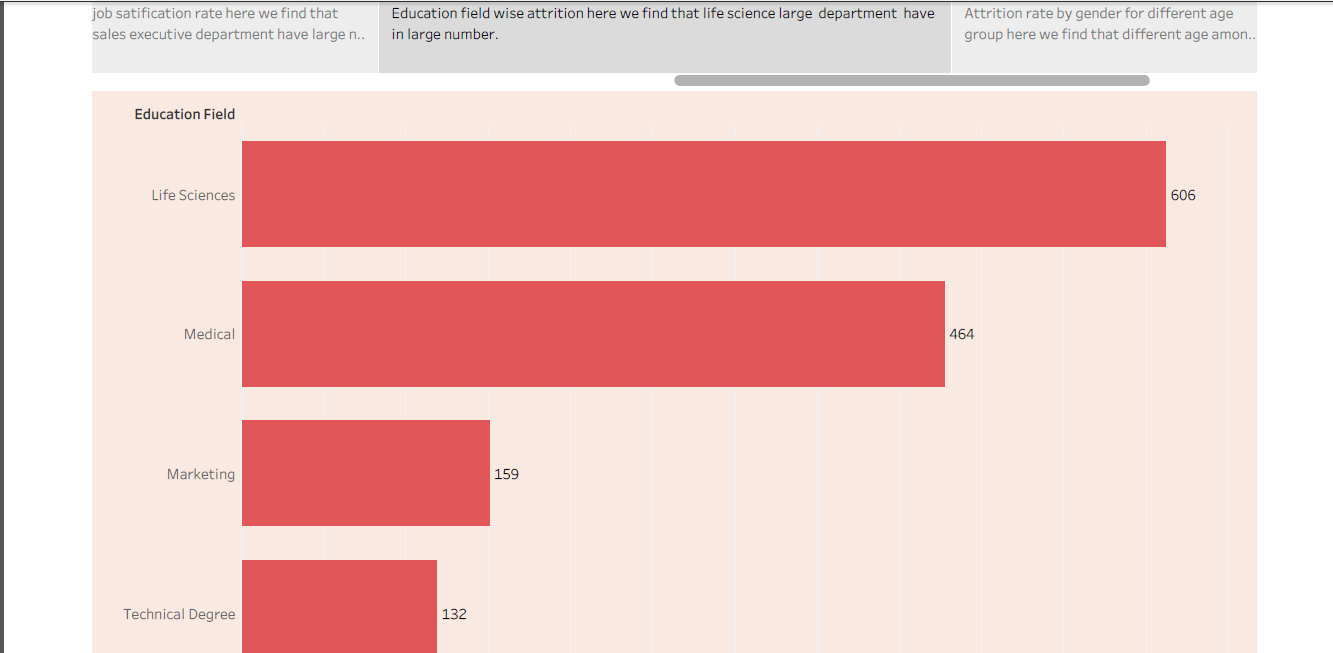 job satification rate here we find that
sales executive department have large n..
Education field wise attrition here we find that life science large  department  have
in large number.
Attrition rate by gender for different age
group here we find that different age amon..
Education Field
Life Sciences
606
Medical
464
Marketing
159
Technical Degree
132